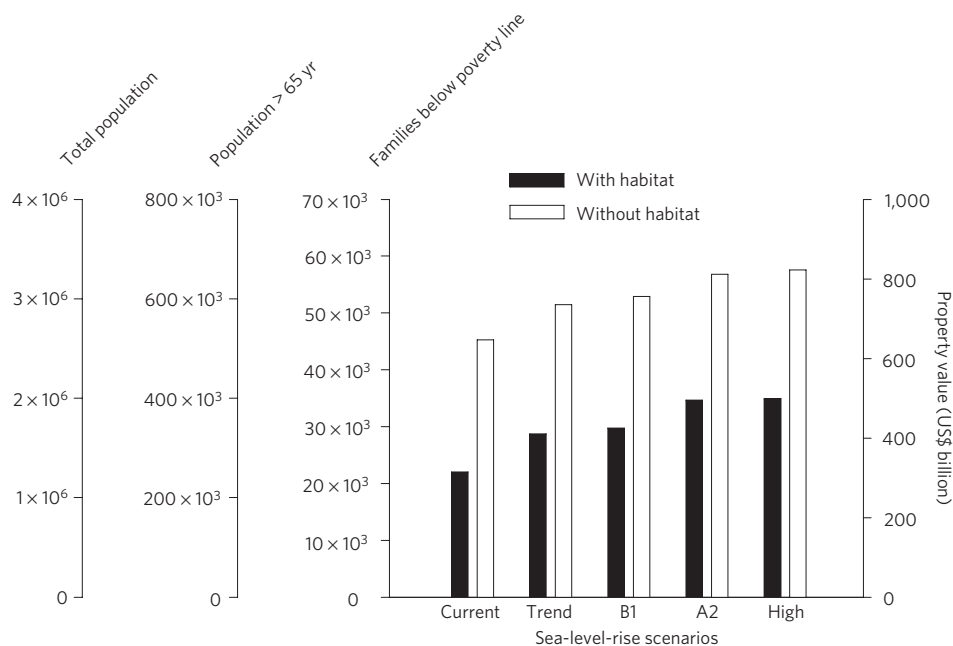 Total population
Population > 65 yr
Families below poverty line
With habitat
Without habitat
4 × 10⁶
3 × 10⁶
2 × 10⁶
1 × 10⁶
0
800 × 10³
600 × 10³
400 × 10³
200 × 10³
0
70 × 10³
60 × 10³
50 × 10³
40 × 10³
30 × 10³
20 × 10³
10 × 10³
0
1,000
800
600
400
200
0
Property value (US$ billion)
Current Trend B1 A2 High
Sea-level-rise scenarios